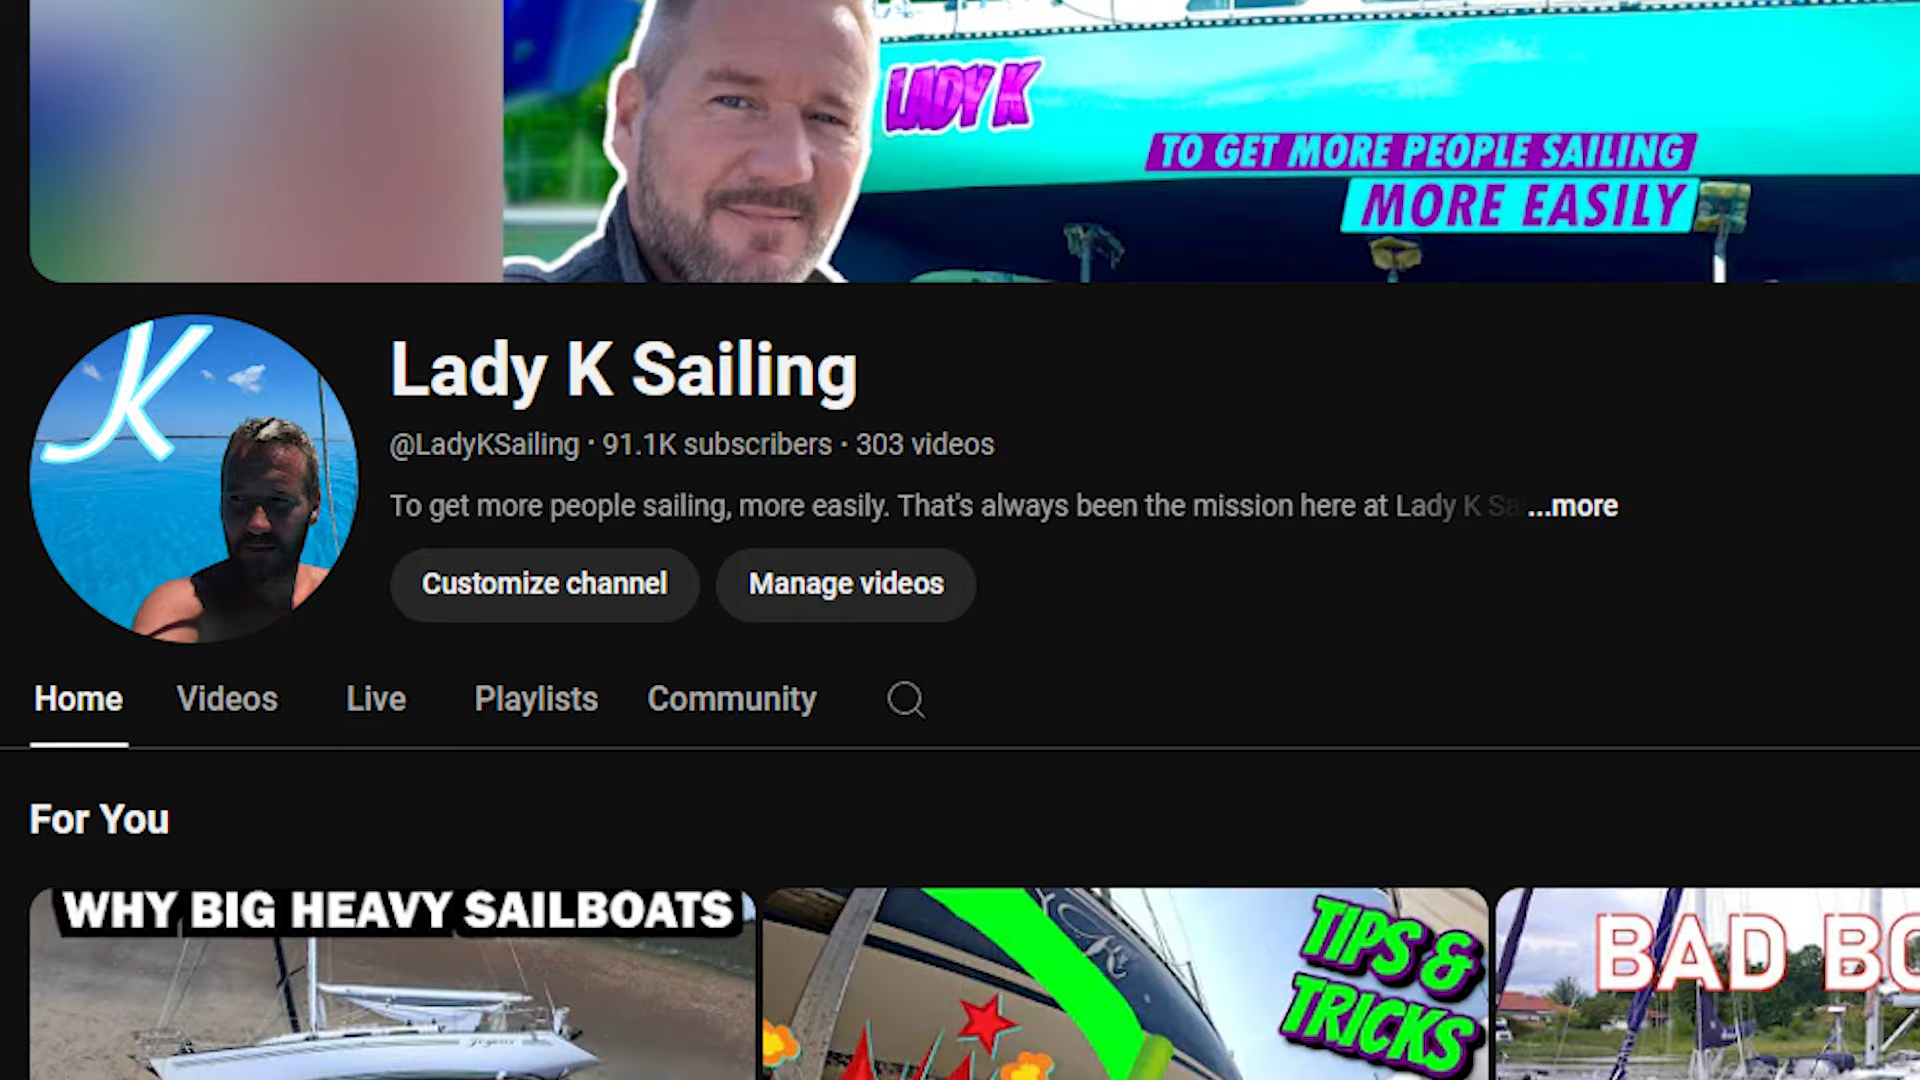 LADY K
TO GET MORE PEOPLE SAILING
MORE EASILY
K
Lady K Sailing
@LadyKSailing · 91.1K subscribers · 303 videos
To get more people sailing, more easily. That's always been the mission here at Lady K Sa ...more
Customize channel
Manage videos
Home
Videos
Live
Playlists
Community
For You
WHY BIG HEAVY SAILBOATS
TIPS &
TRICKS
BAD BO